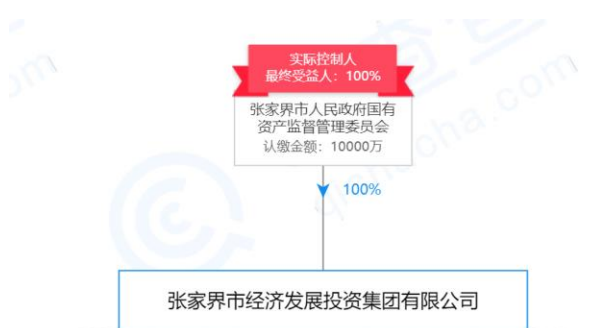 实际控制人
最终受益人：100%
张家界市人民政府国有
资产监督管理委员会
认缴金额：10000万
100%
张家界市经济发展投资集团有限公司